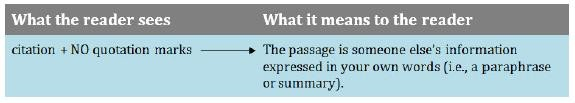 What the reader sees
What it means to the reader
citation + NO quotation marks
The passage is someone else's information
expressed in your own words (i.e., a paraphrase
or summary).